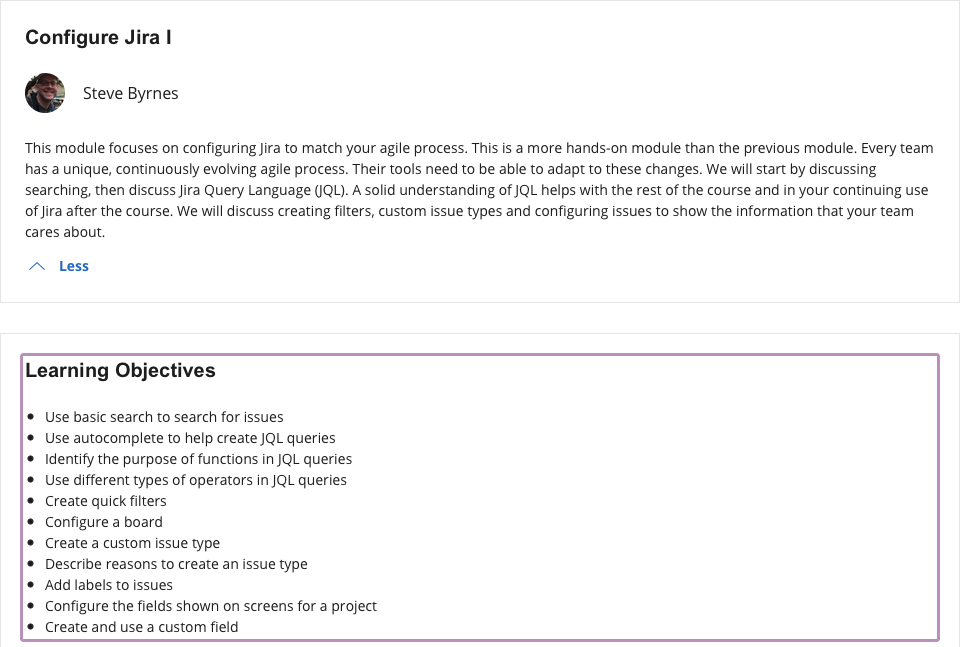 Configure Jira I
Steve Byrnes
This module focuses on configuring Jira to match your agile process. This is a more hands-on module than the previous module. Every team
has a unique, continuously evolving agile process. Their tools need to be able to adapt to these changes. We will start by discussing
searching, then discuss Jira Query Language (JQL). A solid understanding of JQL helps with the rest of the course and in your continuing use
of Jira after the course. We will discuss creating filters, custom issue types and configuring issues to show the information that your team
cares about.
Less
Learning Objectives
• Use basic search to search for issues
• Use autocomplete to help create JQL queries
• Identify the purpose of functions in JQL queries
• Use different types of operators in JQL queries
• Create quick filters
• Configure a board
• Create a custom issue type
• Describe reasons to create an issue type
• Add labels to issues
• Configure the fields shown on screens for a project
• Create and use a custom field